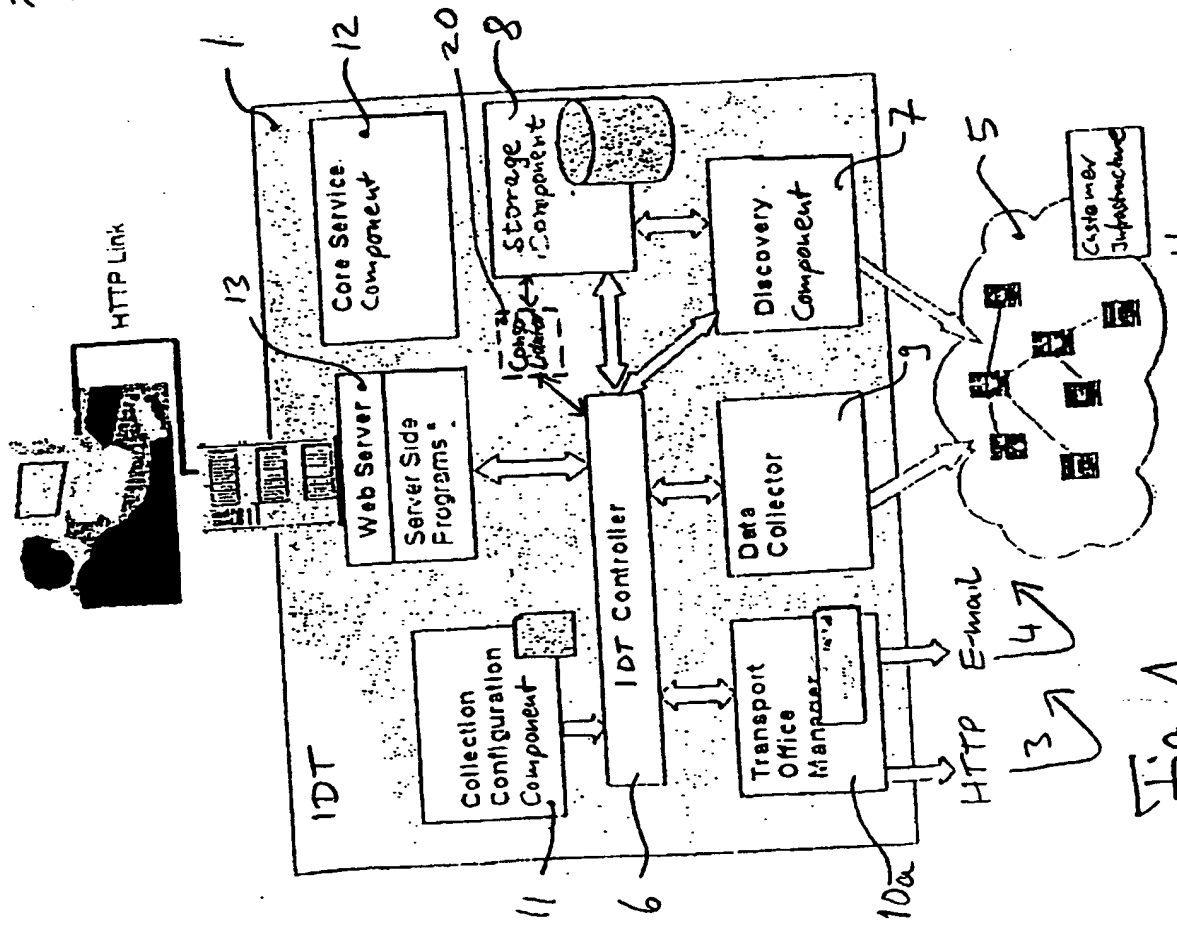 HTTP Link
1
IDT
13
12
Web Server
Server Side
Programs
Core Service
Component
20
8
Collection
Configuration
Component
11
Storage
Component
IDT Controller
6
Transport
Office
Manager
10a
Data
Collector
9
Discovery
Component
7
HTTP
3
E-mail
4
5
Customer
Infrastructure